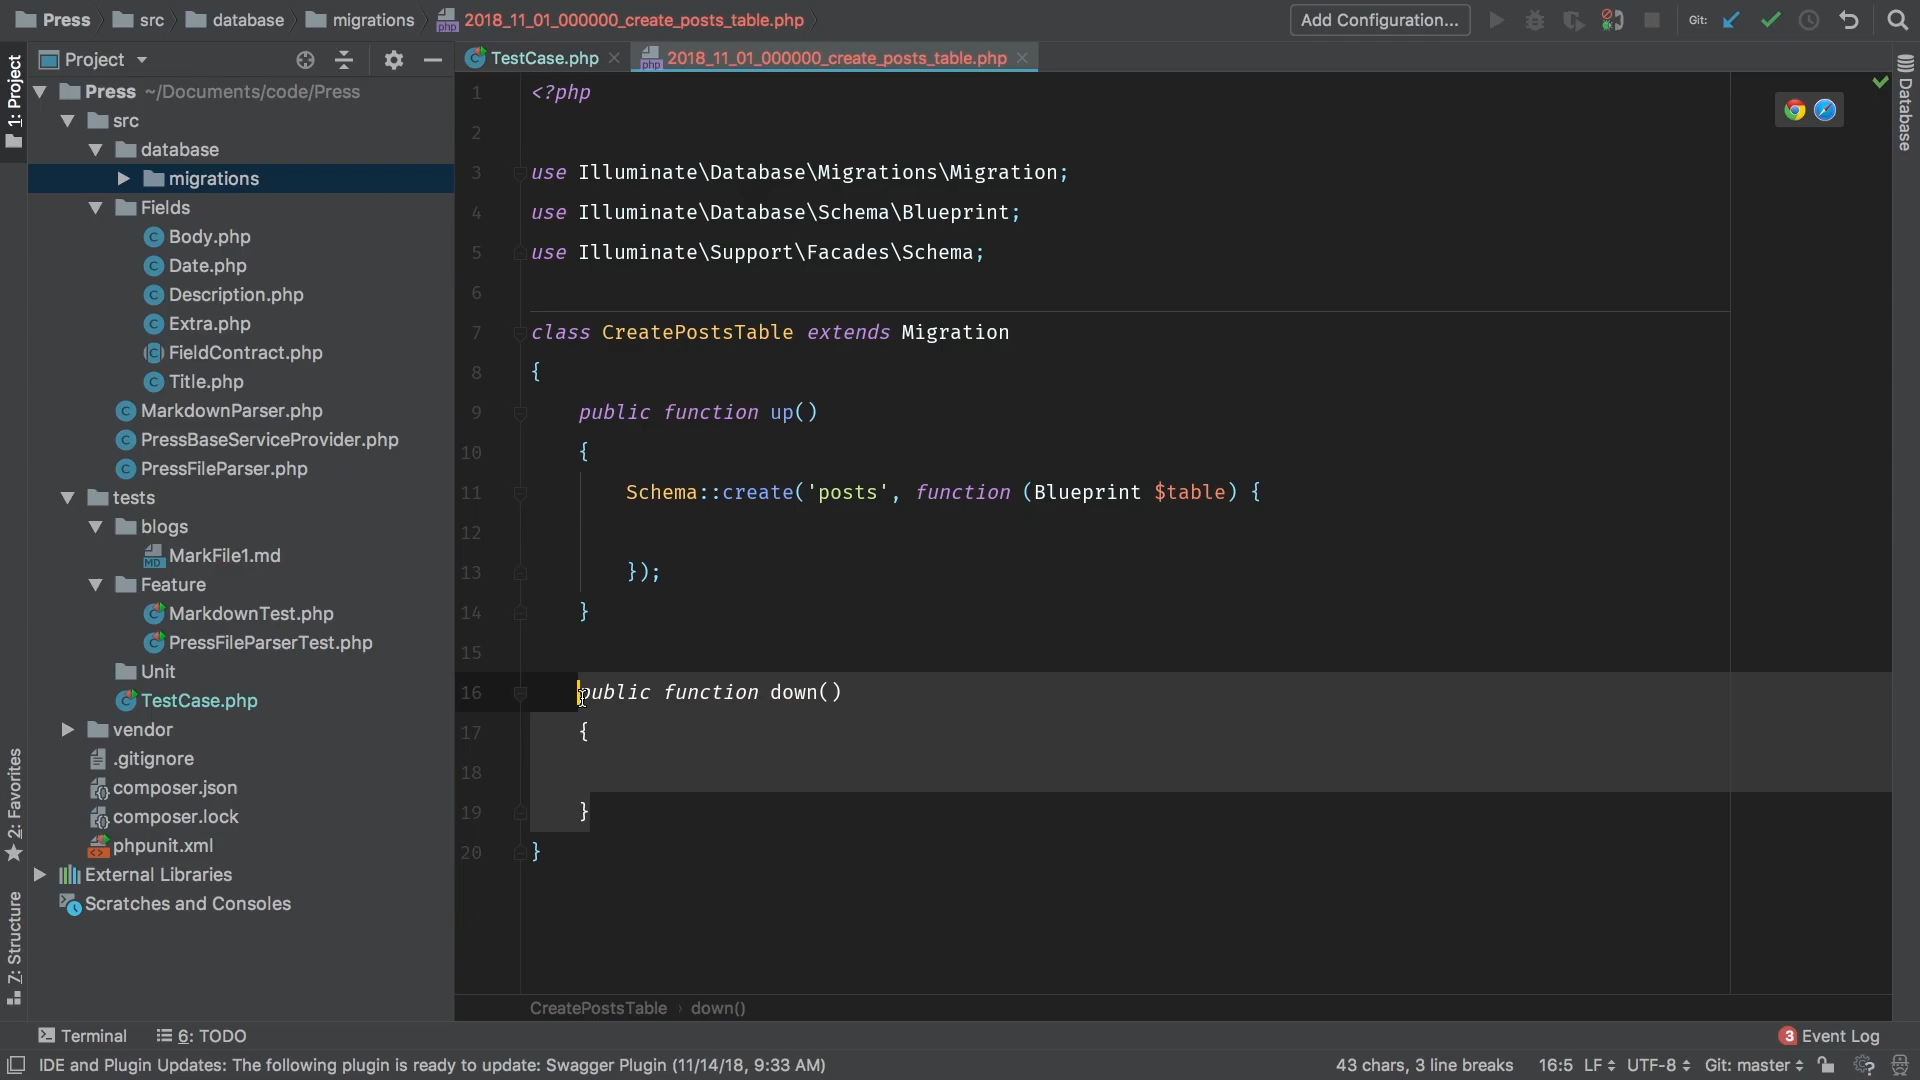 Press src database migrations 2018_11_01_000000_create_posts_table.php Add Configuration... Git:
1: Project
Project
TestCase.php 2018_11_01_000000_create_posts_table.php
Press ~/Documents/code/Press
src
database
migrations
Fields
Body.php
Date.php
Description.php
Extra.php
FieldContract.php
Title.php
MarkdownParser.php
PressBaseServiceProvider.php
PressFileParser.php
tests
blogs
MarkFile1.md
Feature
MarkdownTest.php
PressFileParserTest.php
Unit
TestCase.php
vendor
.gitignore
composer.json
composer.lock
phpunit.xml
External Libraries
Scratches and Consoles
2: Favorites
Z: Structure
1 <?php
2
3 use Illuminate\Database\Migrations\Migration;
4 use Illuminate\Database\Schema\Blueprint;
5 use Illuminate\Support\Facades\Schema;
6
7 class CreatePostsTable extends Migration
8 {
9 public function up()
10 {
11 Schema::create('posts', function (Blueprint $table) {
12
13 });
14 }
15
16 public function down()
17 {
18
19 }
20 }
Database
CreatePostsTable › down()
Terminal 6: TODO 3 Event Log
IDE and Plugin Updates: The following plugin is ready to update: Swagger Plugin (11/14/18, 9:33 AM) 43 chars, 3 line breaks 16:5 LF UTF-8 Git: master